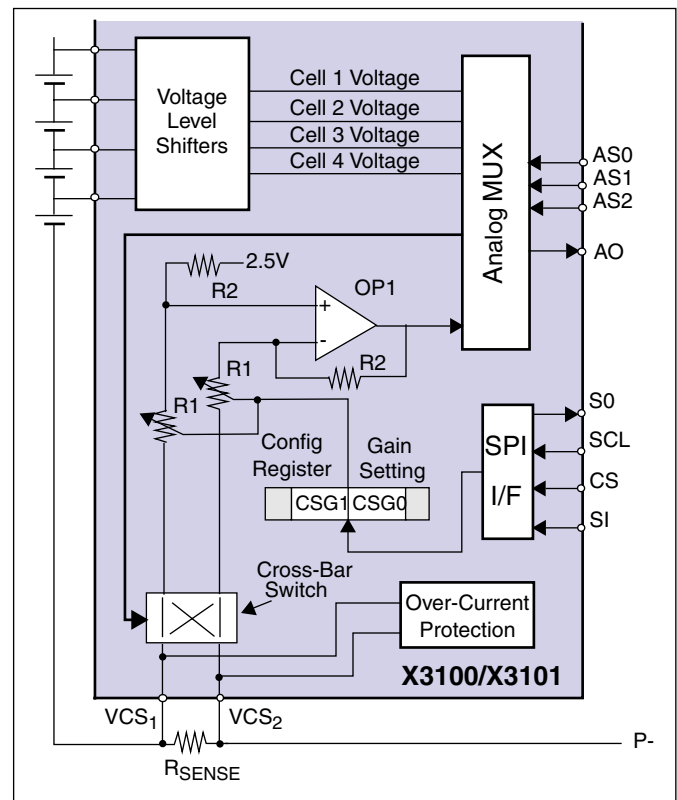 Voltage
Level
Shifters
Cell 1 Voltage
Cell 2 Voltage
Cell 3 Voltage
Cell 4 Voltage
Analog MUX
AS0
AS1
AS2
AO
2.5V
R2
OP1
+
-
R2
R1
R1
Config
Register
Gain
Setting
CSG1 CSG0
SPI
I/F
S0
SCL
CS
SI
Cross-Bar
Switch
Over-Current
Protection
X3100/X3101
VCS1
VCS2
RSENSE
P-